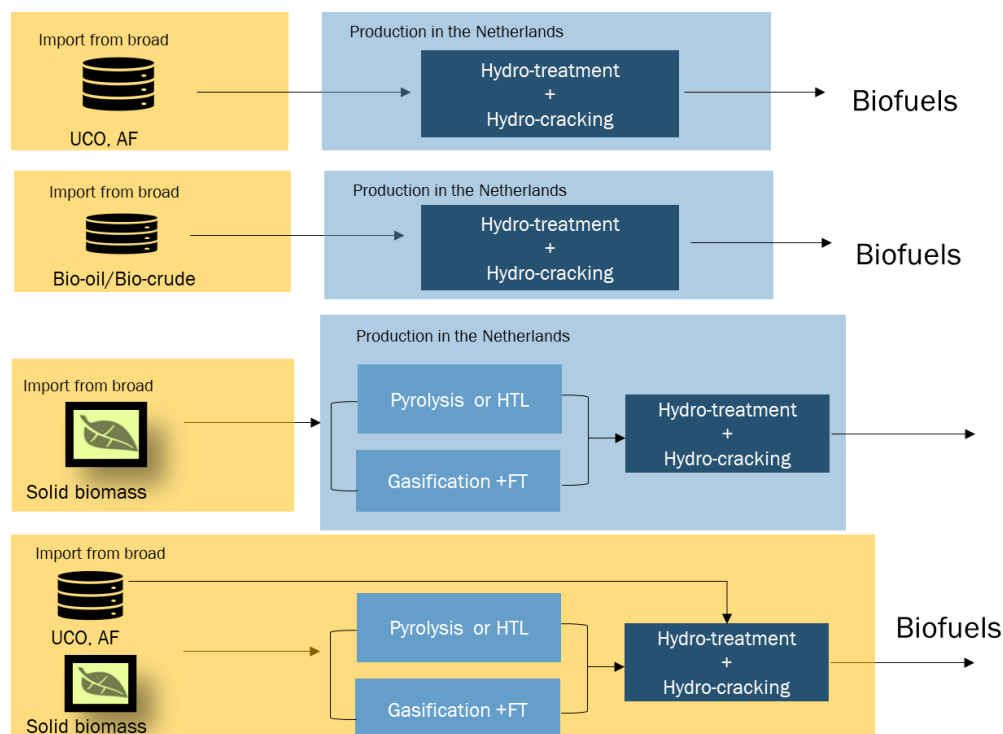 Import from broad
UCO, AF
Production in the Netherlands
Hydro-treatment
+
Hydro-cracking
Biofuels
Import from broad
Bio-oil/Bio-crude
Production in the Netherlands
Hydro-treatment
+
Hydro-cracking
Biofuels
Import from broad
Solid biomass
Production in the Netherlands
Pyrolysis or HTL
Gasification +FT
Hydro-treatment
+
Hydro-cracking
Import from broad
UCO, AF
Solid biomass
Pyrolysis or HTL
Gasification +FT
Hydro-treatment
+
Hydro-cracking
Biofuels